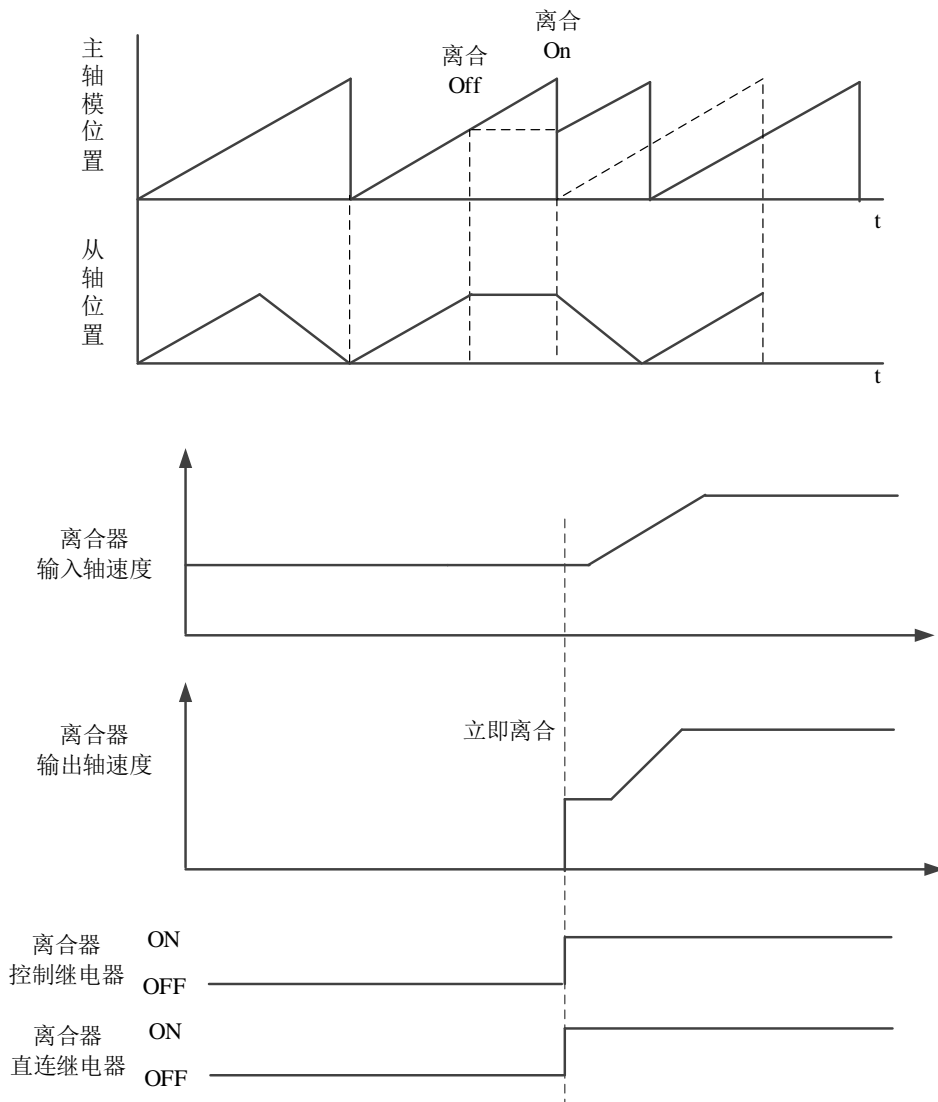 主轴模位置
离合
Off
离合
On
t
从轴位置
t
离合器
输入轴速度
离合器
输出轴速度
立即离合
离合器
控制继电器
ON
OFF
离合器
直连继电器
ON
OFF